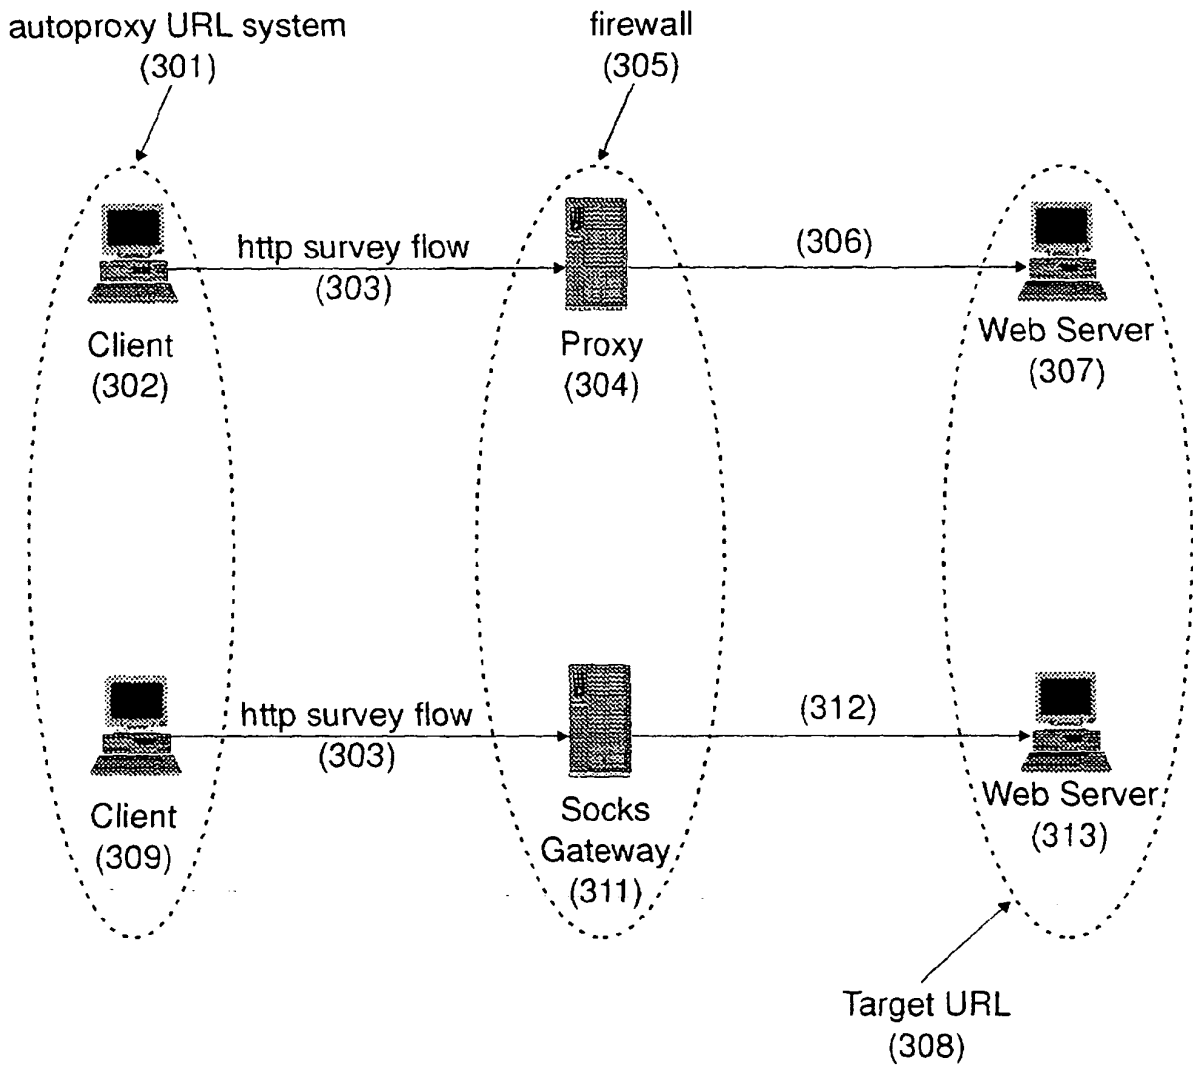 autoproxy URL system
(301)
firewall
(305)
http survey flow
(303)
(306)
Client
(302)
Proxy
(304)
Web Server
(307)
http survey flow
(303)
(312)
Client
(309)
Socks
Gateway
(311)
Web Server
(313)
Target URL
(308)